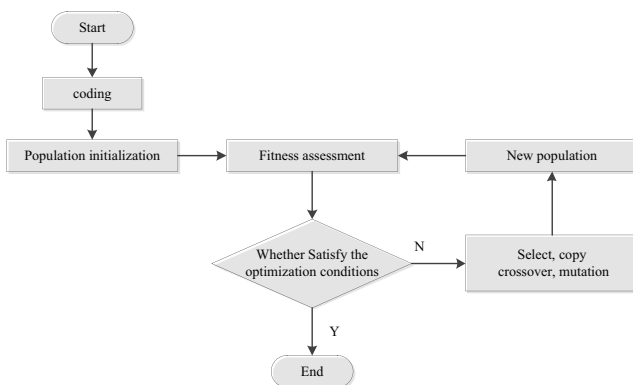 Start
coding
Population initialization
Fitness assessment
New population
Whether Satisfy the
optimization conditions
N
Select, copy
crossover, mutation
Y
End